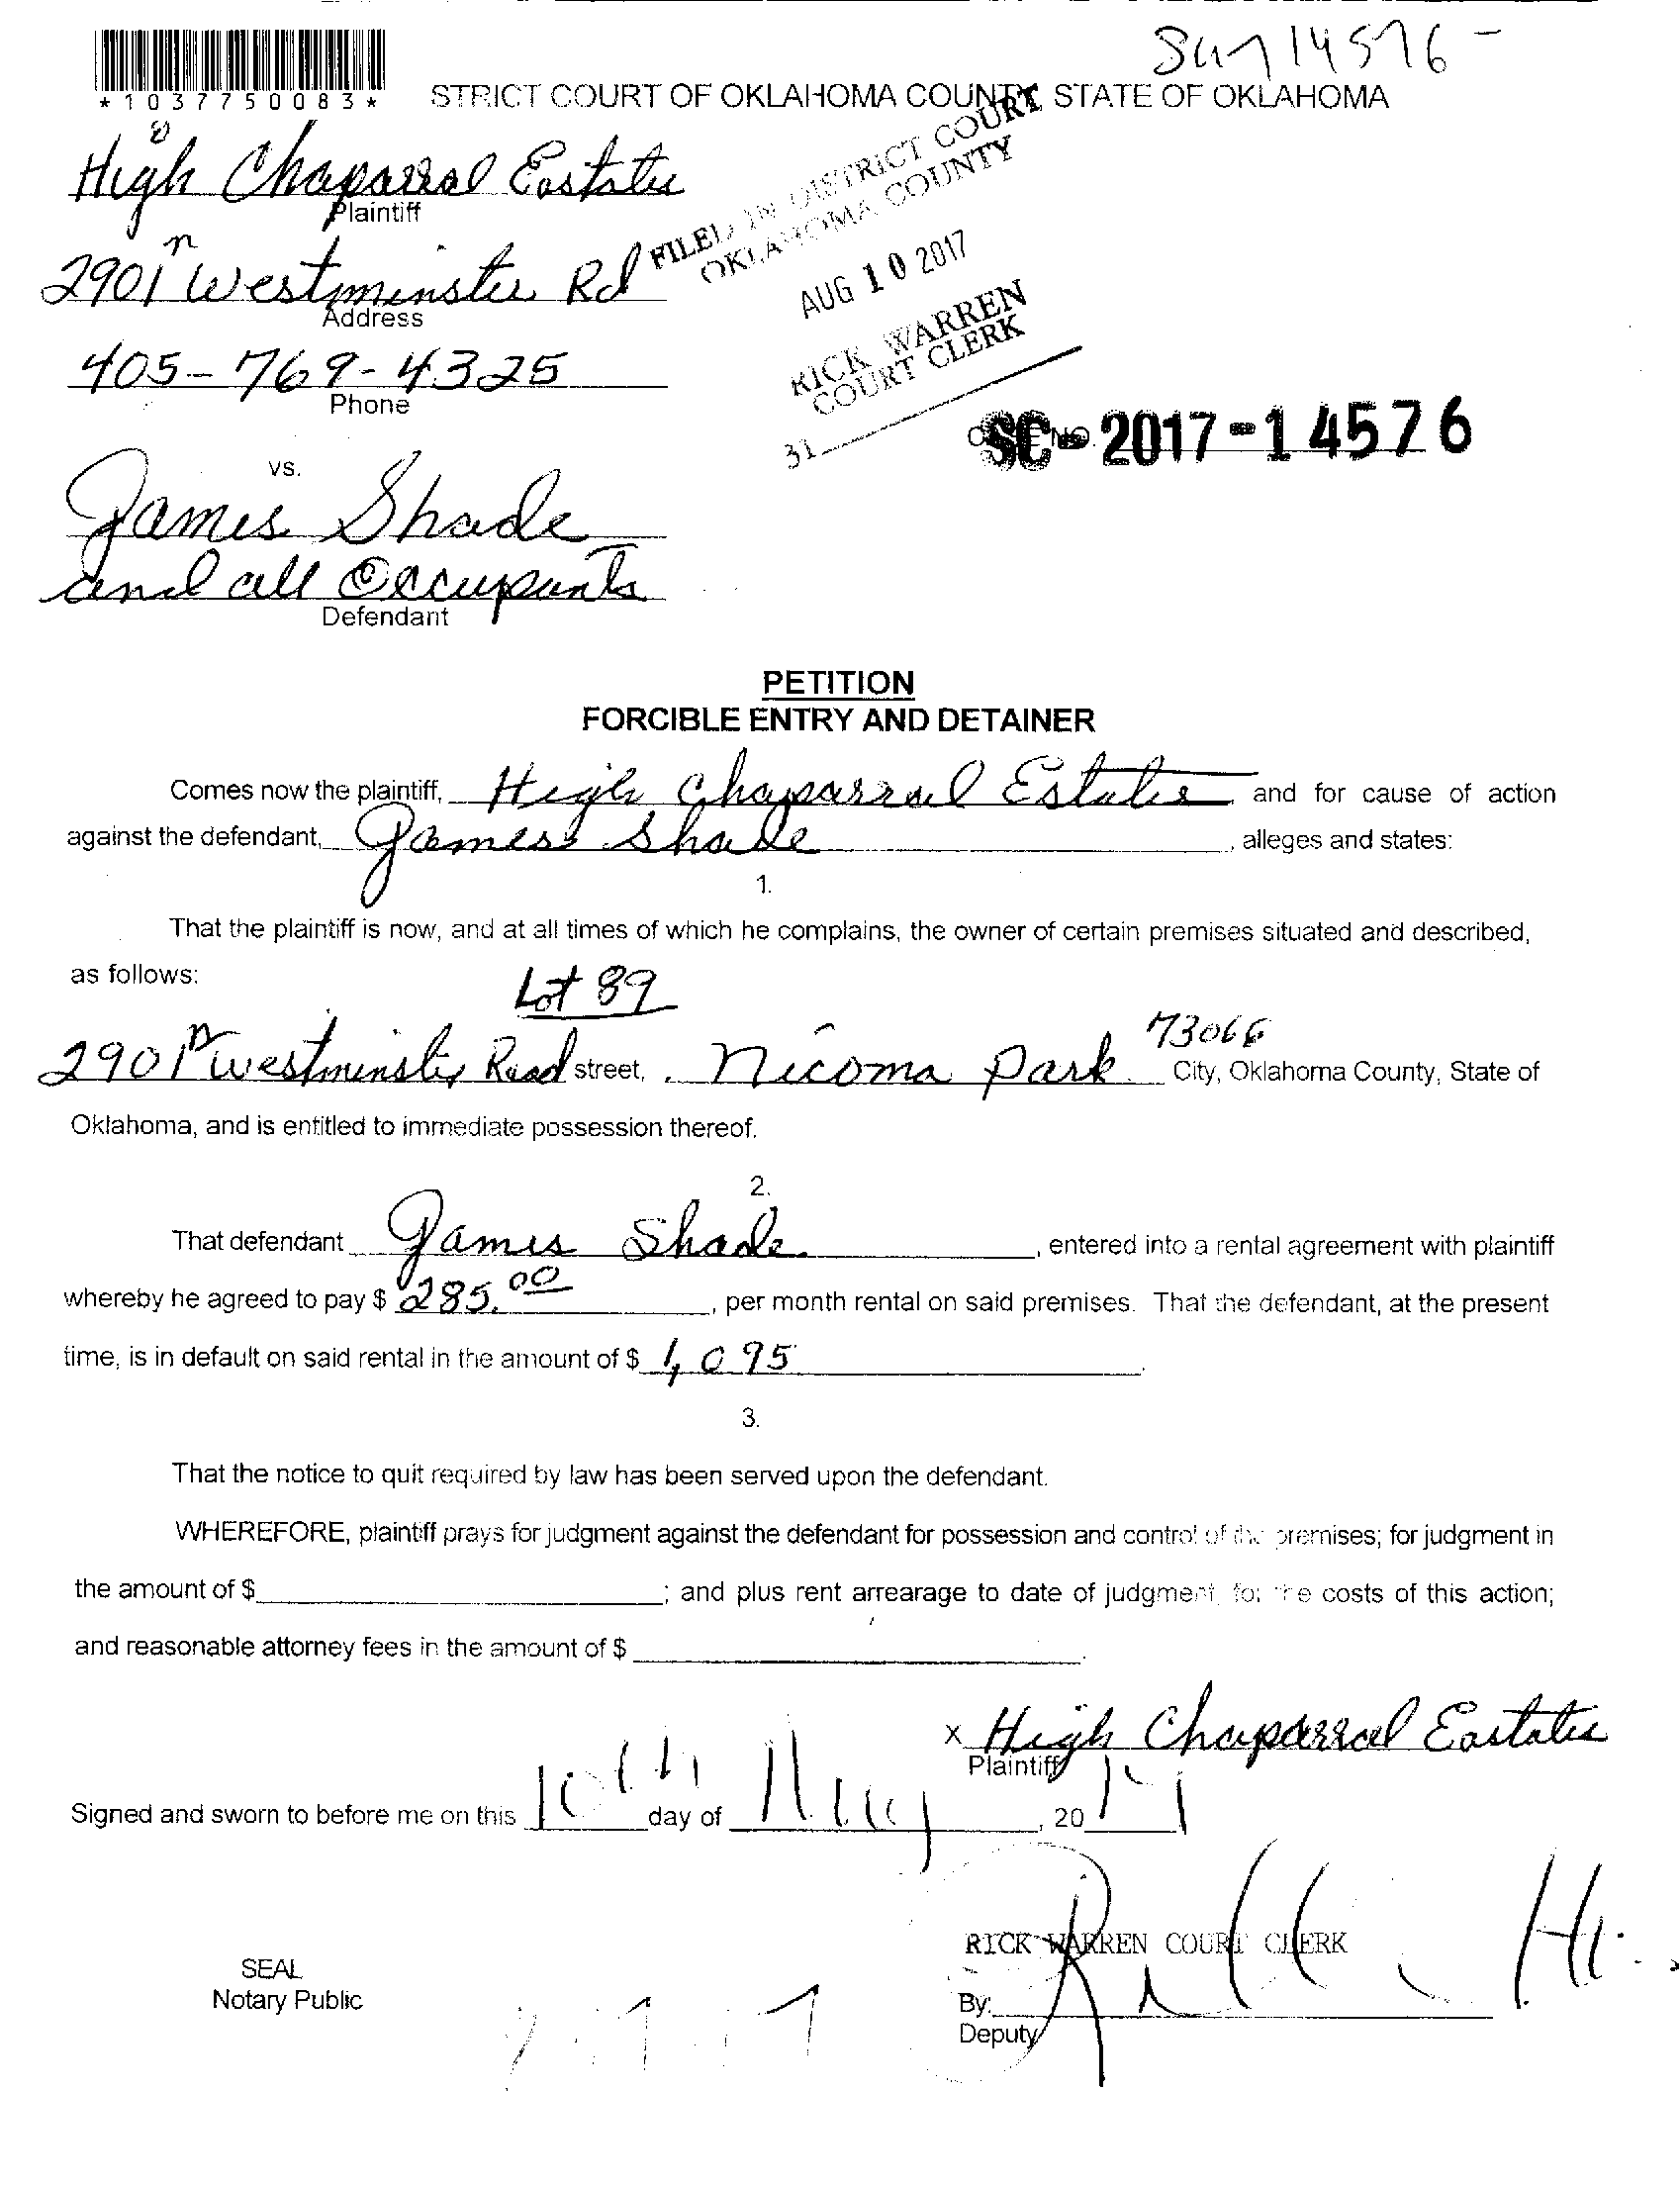 *1037750083*
STRICT COURT OF OKLAHOMA COUNTY, STATE OF OKLAHOMA
High Chaparral Eastates
Plaintiff
FILED IN DISTRICT COURT
OKLAHOMA COUNTY
2901 n Westminster Rd
Address
AUG 10 2017
RICK WARREN
COURT CLERK
405-769-4325
Phone
31
SC-2017-14576
vs.
James Shade
and all Occupants
Defendant
PETITION
FORCIBLE ENTRY AND DETAINER
Comes now the plaintiff, High Chaparral Estates and for cause of action
against the defendant, James Shade, alleges and states:
1.
That the plaintiff is now, and at all times of which he complains, the owner of certain premises situated and described,
as follows:
Lot 89
2901 n Westminster Road street, Nicoma Park 73066 City, Oklahoma County, State of
Oklahoma, and is entitled to immediate possession thereof.
2.
That defendant James Shade, entered into a rental agreement with plaintiff
whereby he agreed to pay $ 285.00, per month rental on said premises. That the defendant, at the present
time, is in default on said rental in the amount of $ 1,095.
3.
That the notice to quit required by law has been served upon the defendant.
WHEREFORE, plaintiff prays for judgment against the defendant for possession and control of the premises; for judgment in
the amount of $ ; and plus rent arrearage to date of judgment, for the costs of this action;
and reasonable attorney fees in the amount of $ .
x High Chaparral Eastates
Plaintiff
Signed and sworn to before me on this 10th day of Aug, 2017
RICK WARREN COURT CLERK
SEAL
Notary Public
By:
Deputy